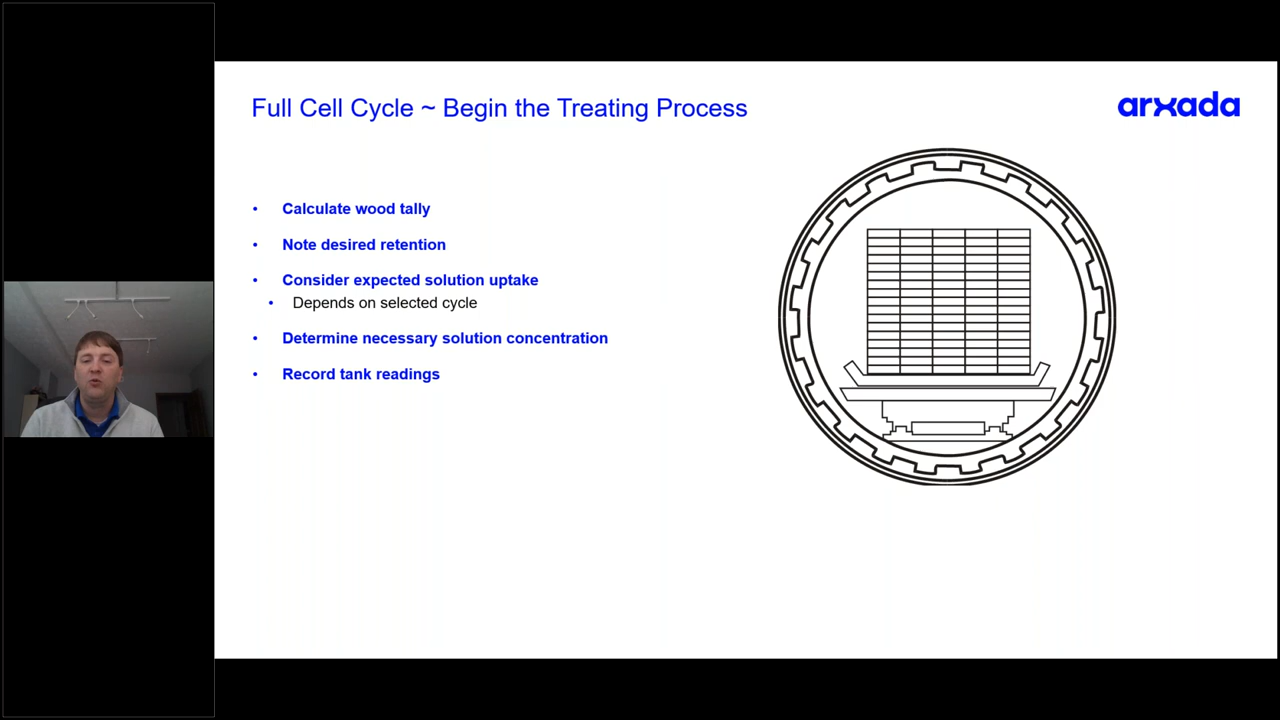 Full Cell Cycle ~ Begin the Treating Process
arxada
• Calculate wood tally
• Note desired retention
• Consider expected solution uptake
• Depends on selected cycle
• Determine necessary solution concentration
• Record tank readings